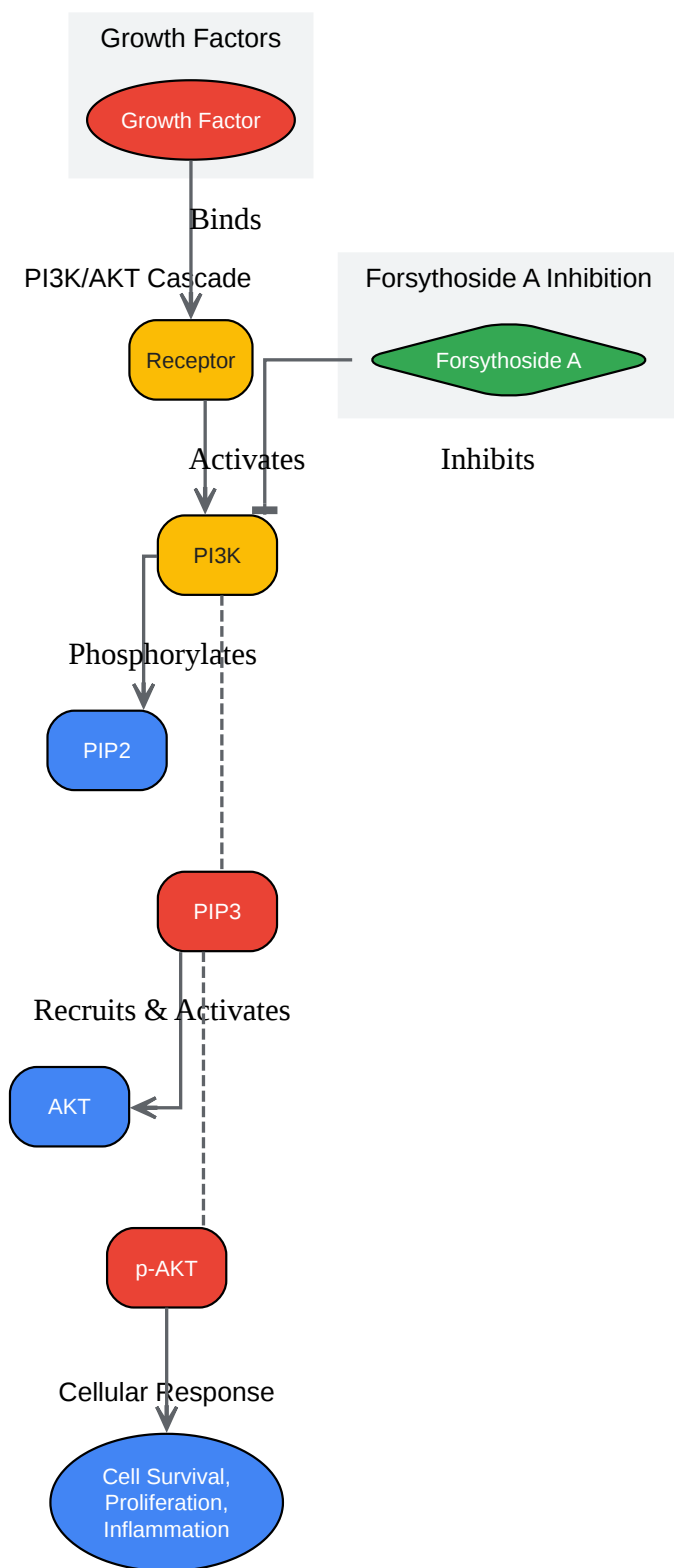 Growth Factors
Growth Factor
Binds
PI3K/AKT Cascade
Forsythoside A Inhibition
Receptor
Forsythoside A
Activates
Inhibits
PI3K
Phosphorylates
PIP2
PIP3
Recruits & Activates
AKT
p-AKT
Cellular Response
Cell Survival,
Proliferation,
Inflammation